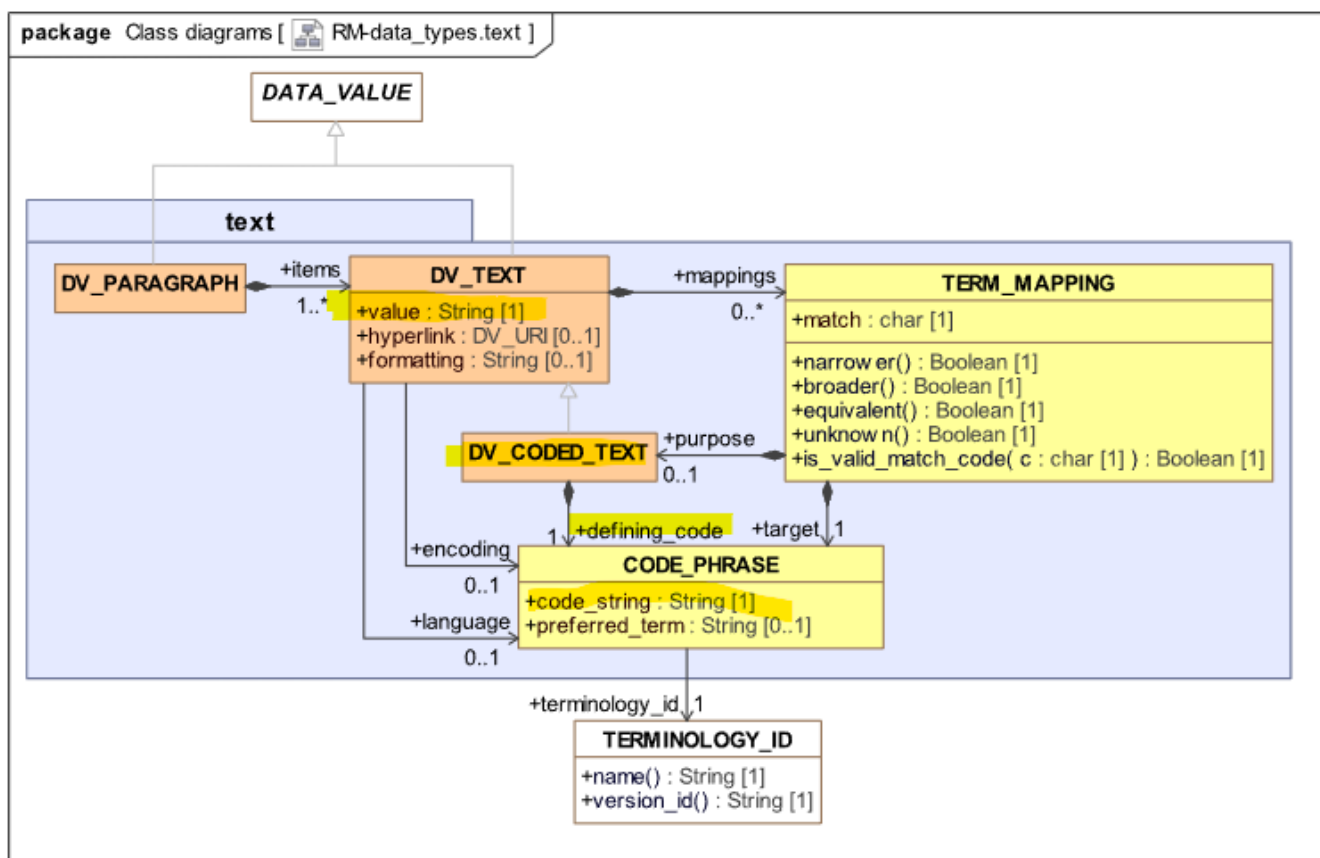 package Class diagrams [ RM-data_types.text ]
DATA_VALUE
text
DV_PARAGRAPH
+items
1..*
DV_TEXT
+value : String [1]
+hyperlink : DV_URI [0..1]
+formatting : String [0..1]
+mappings
0..*
TERM_MAPPING
+match : char [1]
+narrower() : Boolean [1]
+broader() : Boolean [1]
+equivalent() : Boolean [1]
+unknown() : Boolean [1]
+is_valid_match_code( c : char [1] ) : Boolean [1]
DV_CODED_TEXT
+purpose
0..1
1
+defining_code
+target
1
+encoding
0..1
+language
0..1
CODE_PHRASE
+code_string : String [1]
+preferred_term : String [0..1]
+terminology_id
1
TERMINOLOGY_ID
+name() : String [1]
+version_id() : String [1]